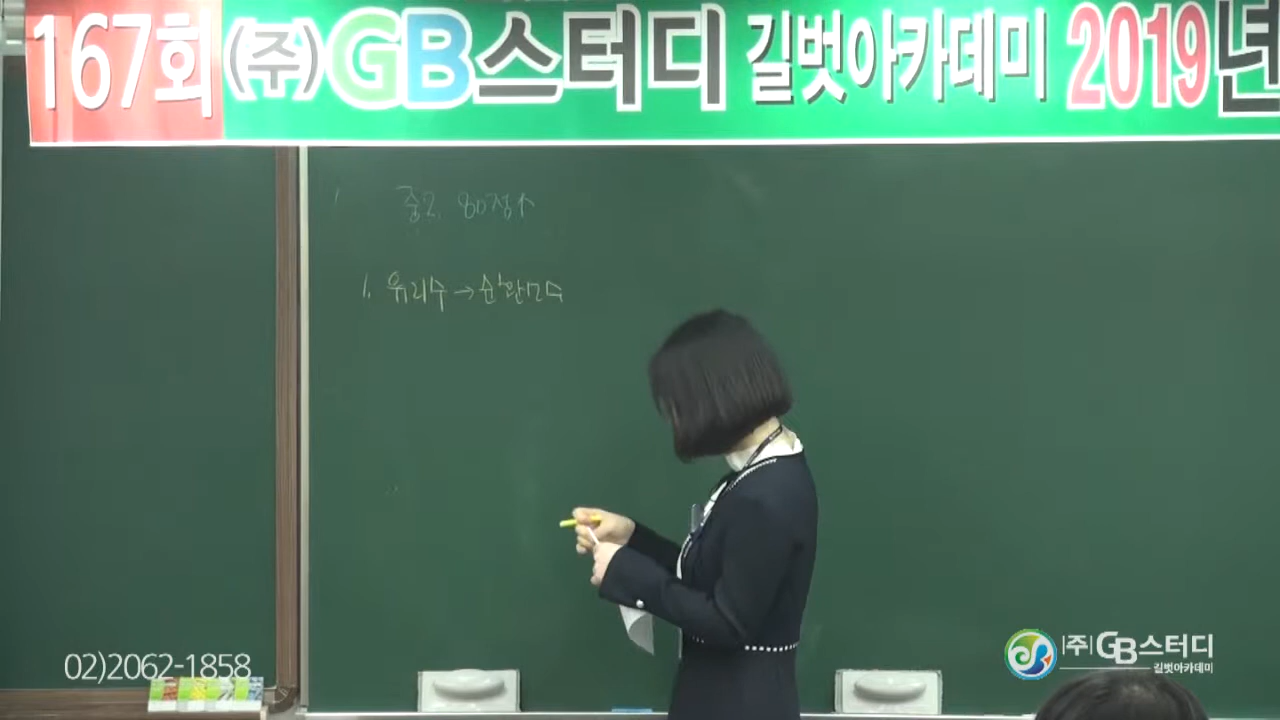 167회 (주)GB스터디 길벗아카데미 2019년
중2. 80점↑
1. 유리수 → 순환소수
02)2062-1858
(주)GB스터디
길벗아카데미